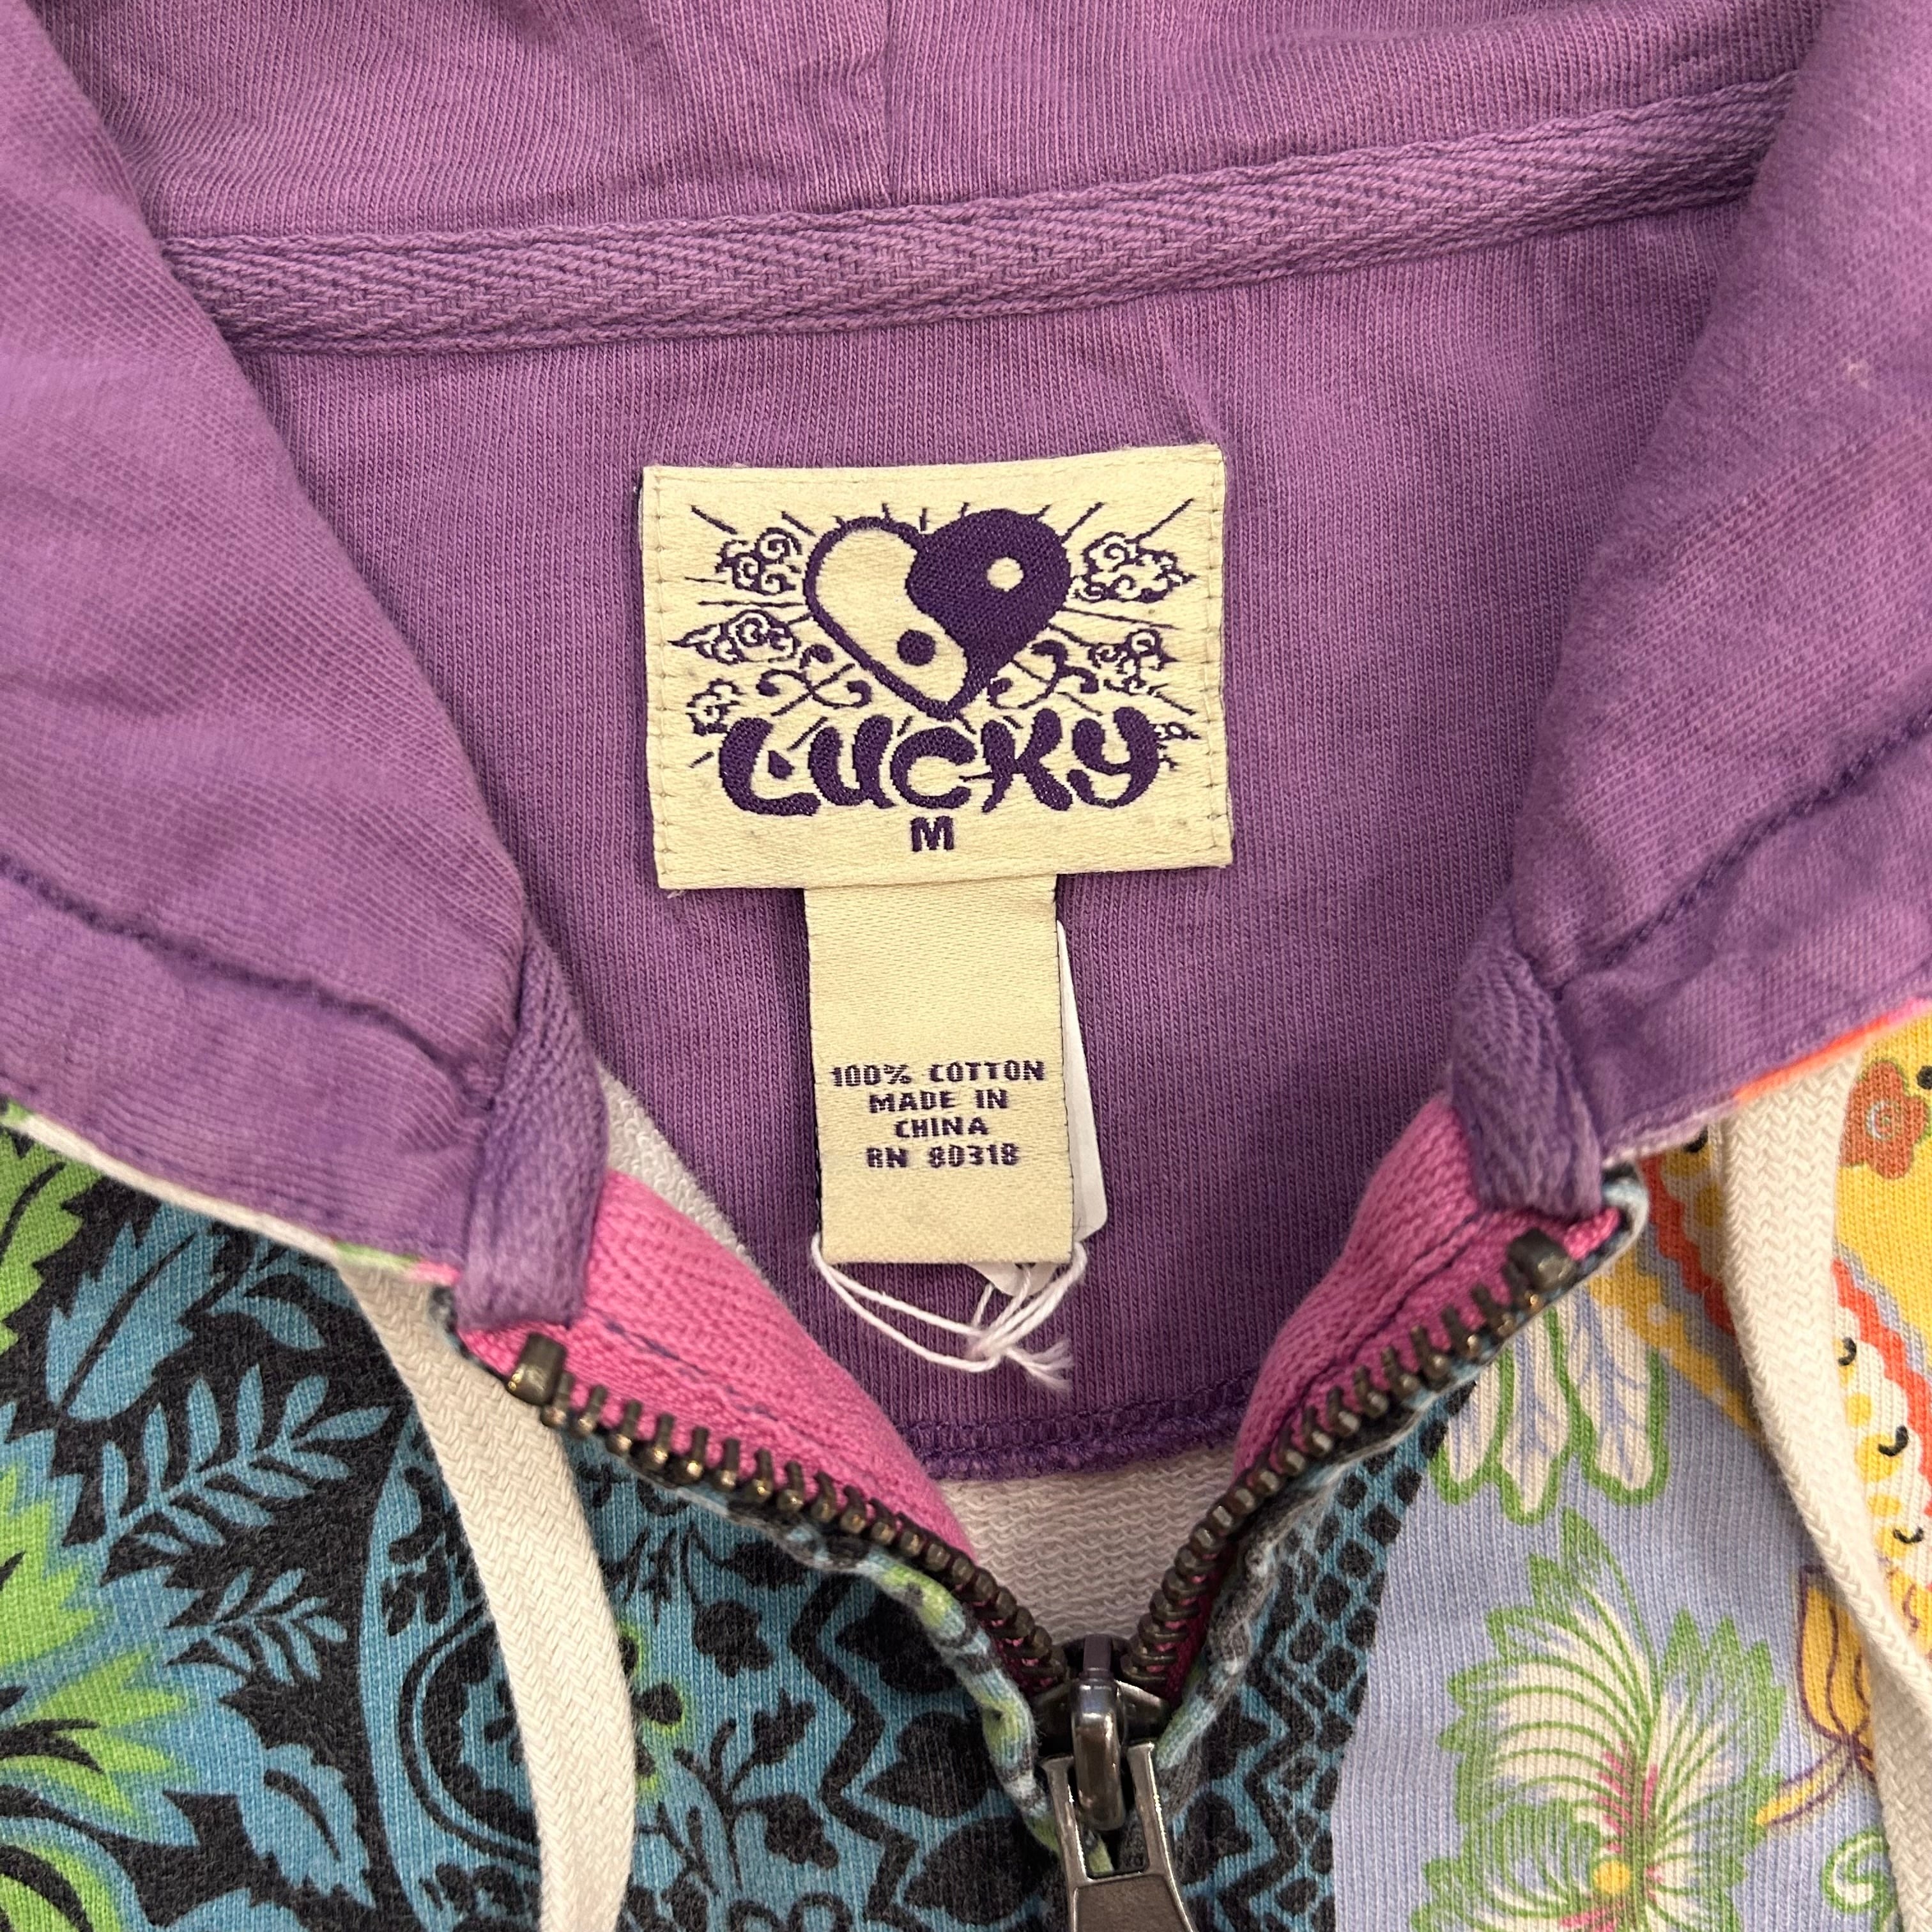 LUCKY
M
100% COTTON
MADE IN
CHINA
RN 80318